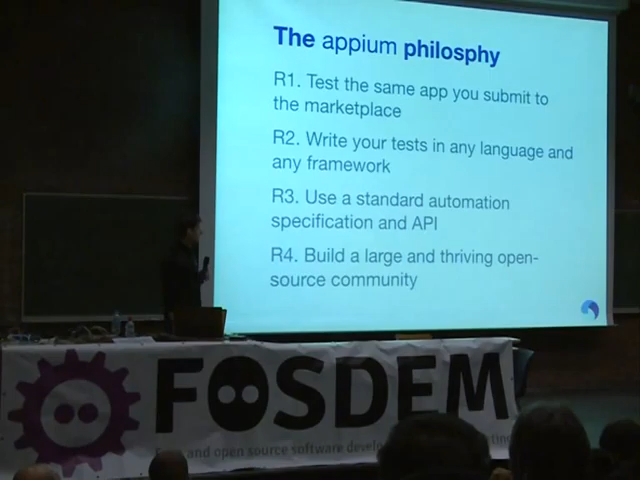 The appium philosphy
R1. Test the same app you submit to
the marketplace
R2. Write your tests in any language and
any framework
R3. Use a standard automation
specification and API
R4. Build a large and thriving open-
source community
FOSDEM
and open source software